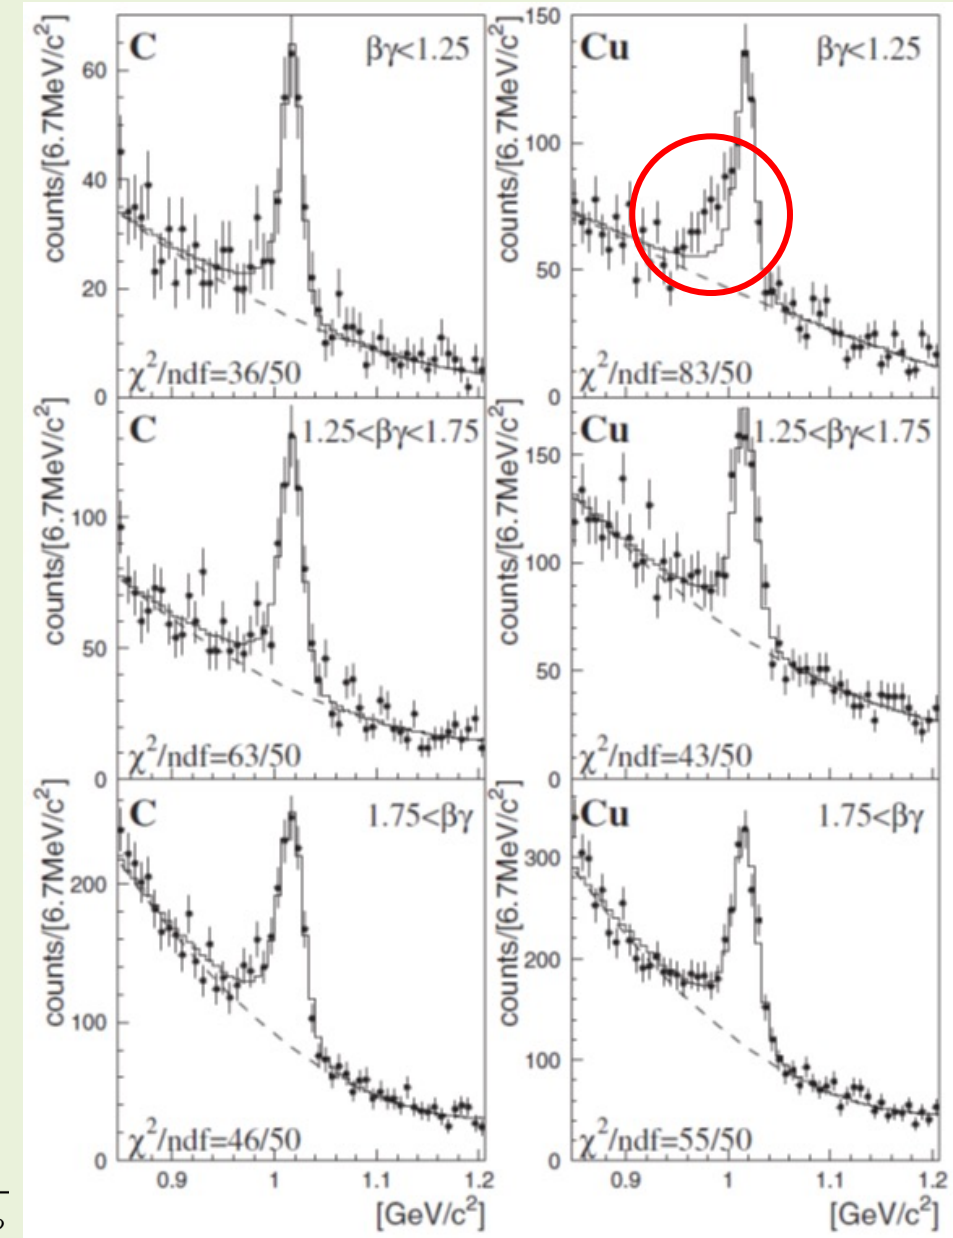 C βγ<1.25
counts/[6.7MeV/c²]
60
40
20
0
χ²/ndf=36/50
Cu βγ<1.25
counts/[6.7MeV/c²]
150
100
50
0
χ²/ndf=83/50
C 1.25<βγ<1.75
counts/[6.7MeV/c²]
100
50
0
χ²/ndf=63/50
Cu 1.25<βγ<1.75
counts/[6.7MeV/c²]
150
100
50
0
χ²/ndf=43/50
C 1.75<βγ
counts/[6.7MeV/c²]
200
100
0
χ²/ndf=46/50
Cu 1.75<βγ
counts/[6.7MeV/c²]
300
200
100
0
χ²/ndf=55/50
0.9 1 1.1 1.2
[GeV/c²]
0.9 1 1.1 1.2
[GeV/c²]